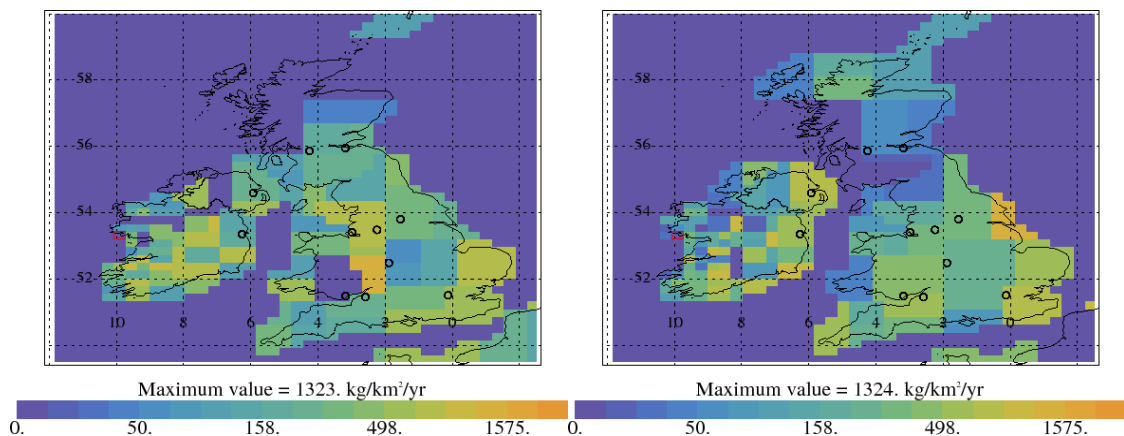 58 58
56 56
54 54
52 52
10 8 6 4 2 0 10 8 6 4 2 0
Maximum value = 1323. kg/km²/yr Maximum value = 1324. kg/km²/yr
0. 50. 158. 498. 1575. 0. 50. 158. 498. 1575.